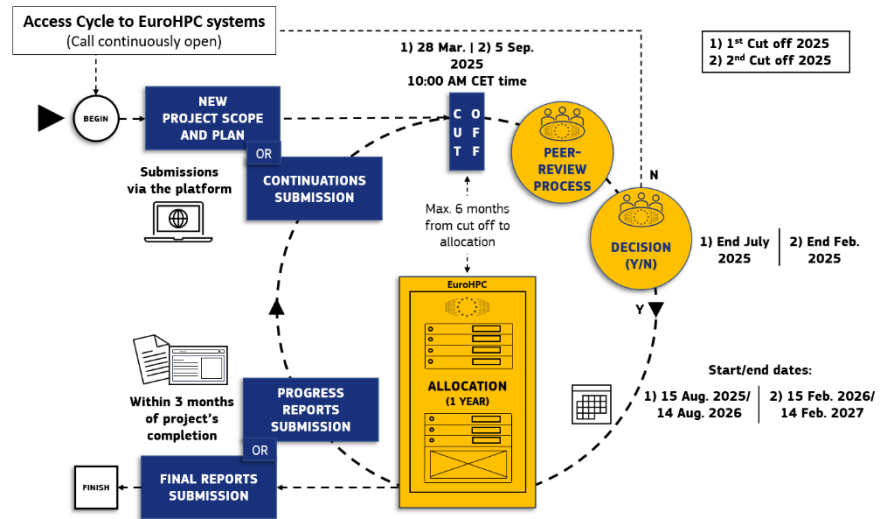 Access Cycle to EuroHPC systems
(Call continuously open)
1) 28 Mar. | 2) 5 Sep.
2025
10:00 AM CET time
1) 1st Cut off 2025
2) 2nd Cut off 2025
BEGIN
NEW
PROJECT SCOPE
AND PLAN
OR
CONTINUATIONS
SUBMISSION
Submissions
via the platform
CUT
OFF
PEER-
REVIEW
PROCESS
N
DECISION
(Y/N)
Y
1) End July
2025
2) End Feb.
2025
Max. 6 months
from cut off to
allocation
EuroHPC
ALLOCATION
(1 YEAR)
Start/end dates:
1) 15 Aug. 2025/
14 Aug. 2026
2) 15 Feb. 2026/
14 Feb. 2027
Within 3 months
of project's
completion
PROGRESS
REPORTS
SUBMISSION
OR
FINAL REPORTS
SUBMISSION
FINISH